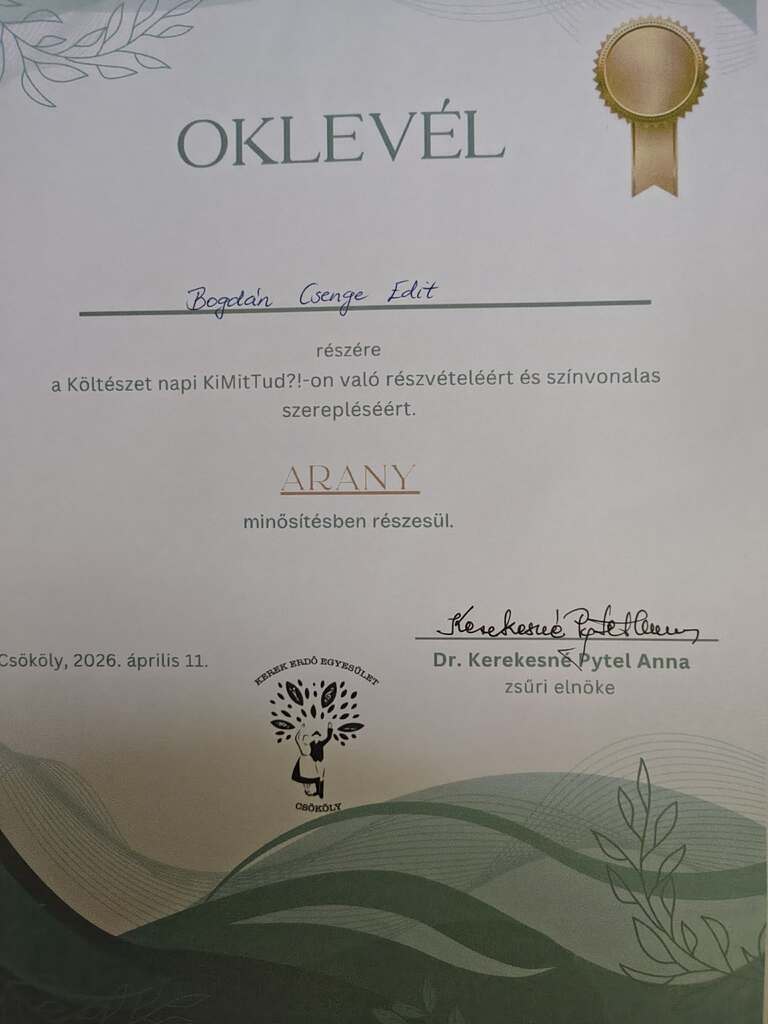 OKLEVÉL
Bogdán Csenge Edit
részére
a Költészet napi KiMitTud?!-on való részvételéért és színvonalas
szerepléséért.
ARANY
minősítésben részesül.
Kerekesné Pytel Anna
Csököly, 2026. április 11.
Dr. Kerekesné Pytel Anna
zsűri elnöke
KEREK ERDŐ EGYESÜLET
CSÖKÖLY